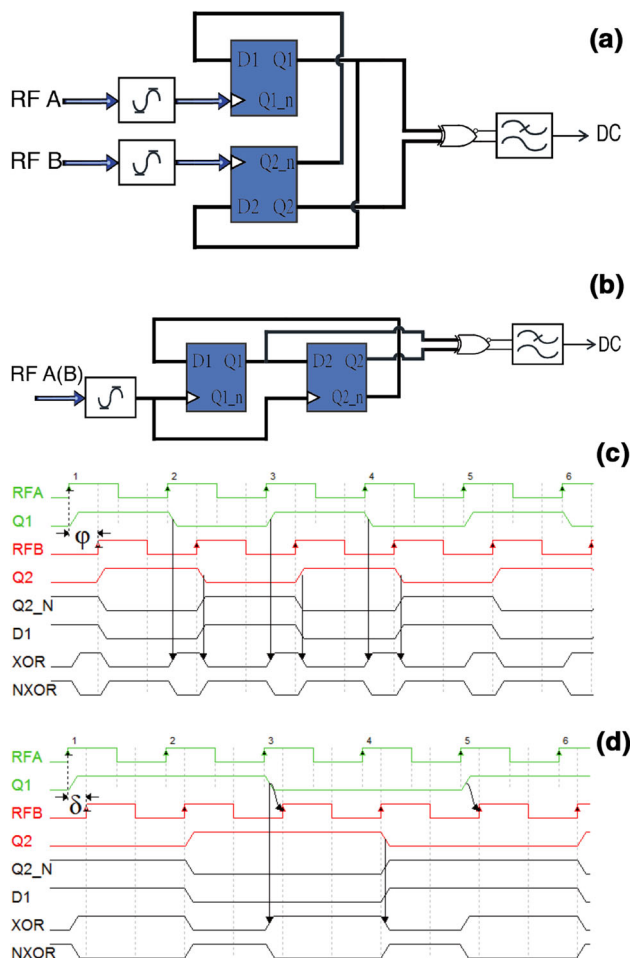 (a)
D1 Q1
RF A
Q1_n
RF B
Q2_n
D2 Q2
DC
(b)
D1 Q1
D2 Q2
RF A(B)
Q1_n
Q2_n
DC
(c)
1 2 3 4 5 6
RFA
Q1
φ
RFB
Q2
Q2_N
D1
XOR
NXOR
(d)
1 2 3 4 5 6
RFA
Q1
δ
RFB
Q2
Q2_N
D1
XOR
NXOR